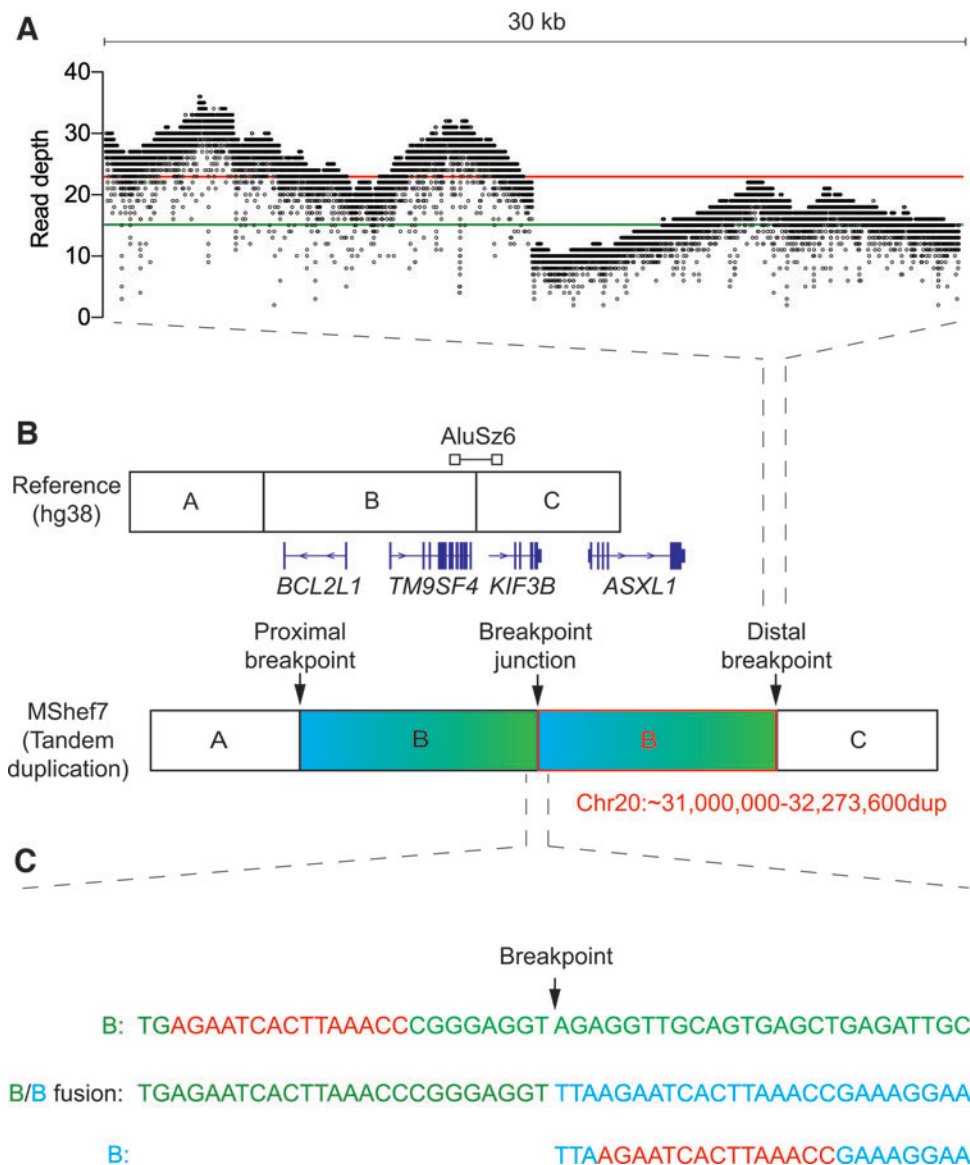 A
30 kb
40
30
20
10
0
Read depth
B
AluSz6
Reference
(hg38)
A B C
BCL2L1 TM9SF4 KIF3B ASXL1
Proximal
breakpoint
Breakpoint
junction
Distal
breakpoint
MShef7
(Tandem
duplication)
A B B C
Chr20:~31,000,000-32,273,600dup
C
Breakpoint
B: TGAGAATCACTTAAACCCGGGAGGT AGAGGTTGCAGTGAGCTGAGATTGC
B/B fusion: TGAGAATCACTTAAACCCGGGAGGT TTAAGAATCACTTAAACCGAAAGGAA
B: TTAAGAATCACTTAAACCGAAAGGAA